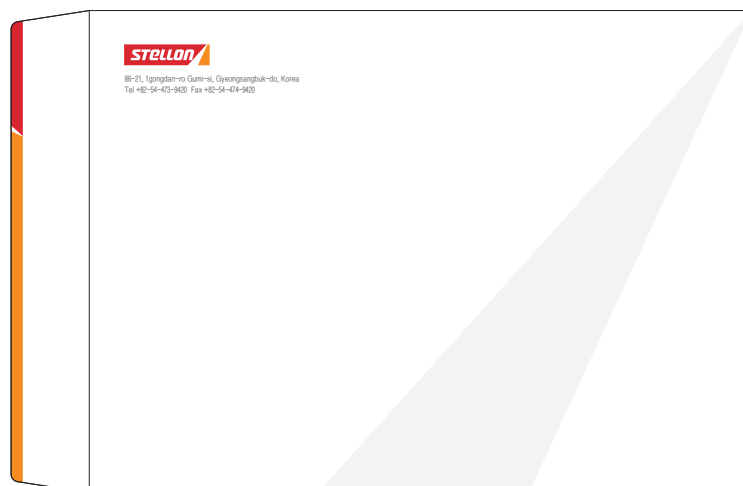 STELLON
86-21, 1gongdan-ro Gumi-si, Gyeongsangbuk-do, Korea
Tel +82-54-473-9420 Fax +82-54-474-9420